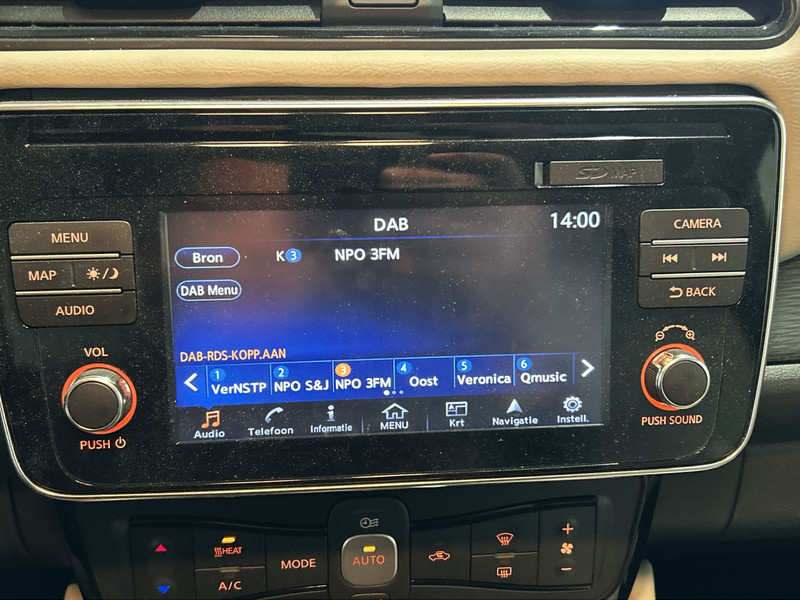 SD MAP
DAB 14:00
MENU
CAMERA
Bron K3 NPO 3FM
MAP
DAB Menu
BACK
AUDIO
VOL
DAB-RDS-KOPP.AAN
1 VerNSTP 2 NPO S&J 3 NPO 3FM 4 Oost 5 Veronica 6 Qmusic
Audio Telefoon Informatie MENU Krt Navigatie Instell.
PUSH
PUSH SOUND
HEAT
MODE
AUTO
A/C